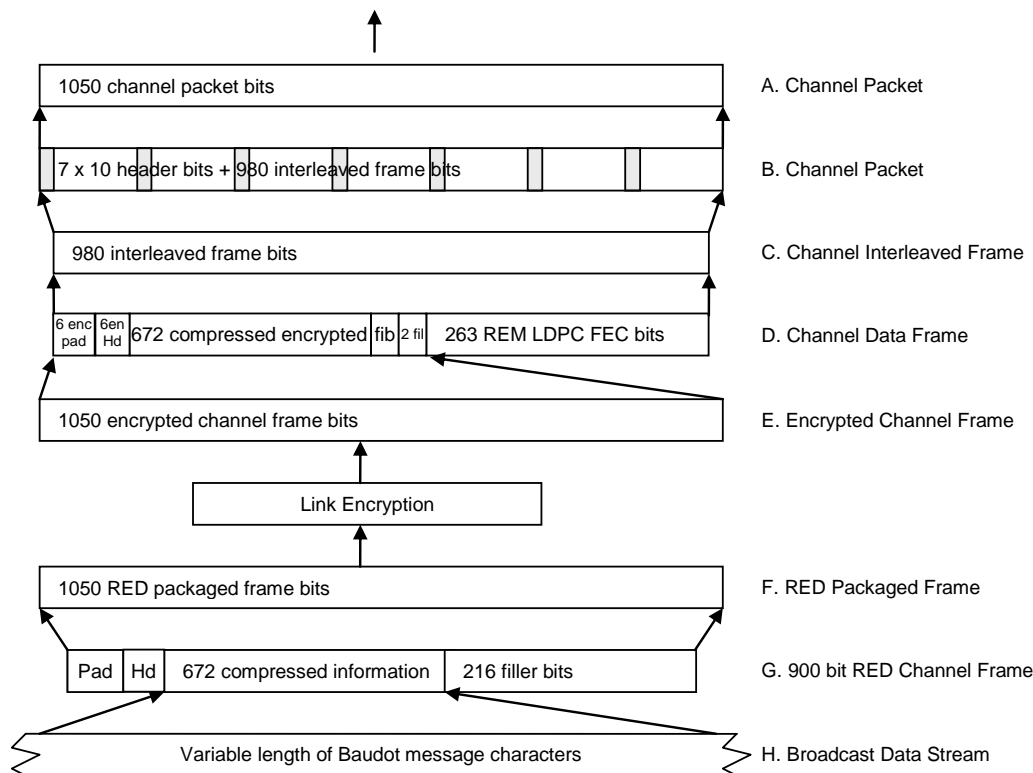 1050 channel packet bits
A. Channel Packet
7 x 10 header bits + 980 interleaved frame bits
B. Channel Packet
980 interleaved frame bits
C. Channel Interleaved Frame
6 enc
pad
6en
Hd
672 compressed encrypted
fib
2 fil
263 REM LDPC FEC bits
D. Channel Data Frame
1050 encrypted channel frame bits
E. Encrypted Channel Frame
Link Encryption
1050 RED packaged frame bits
F. RED Packaged Frame
Pad
Hd
672 compressed information
216 filler bits
G. 900 bit RED Channel Frame
Variable length of Baudot message characters
H. Broadcast Data Stream